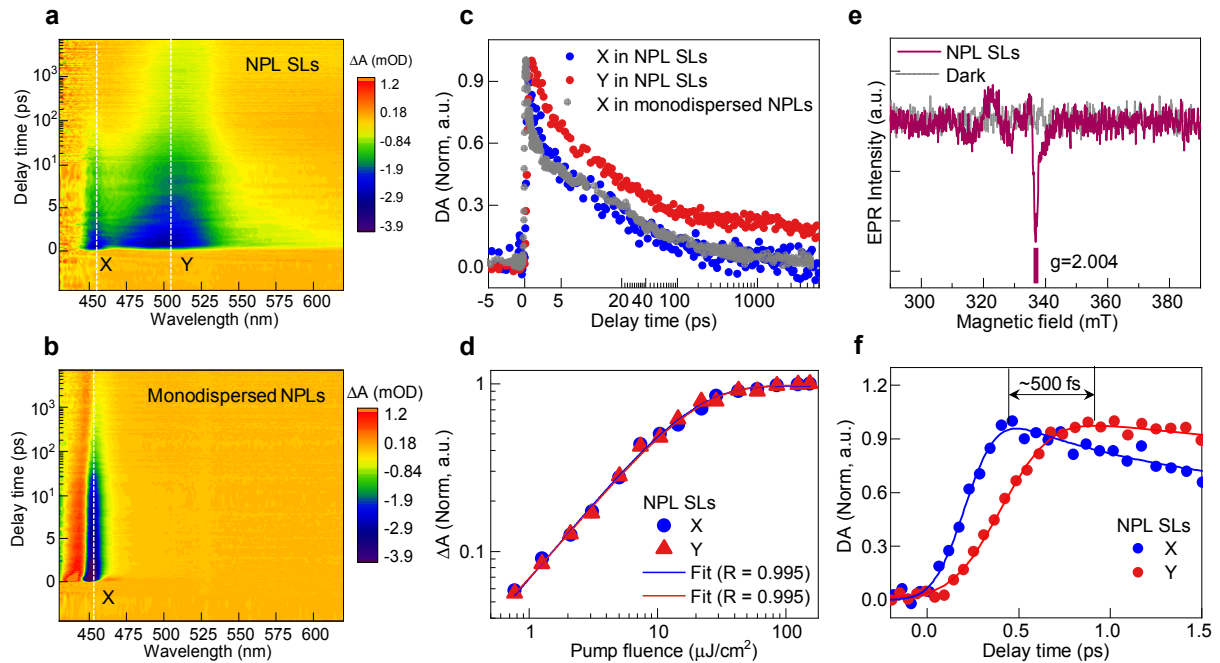 a
NPL SLs
X
Y
10³
10²
10¹
0
Delay time (ps)
450 475 500 525 550 575 600
Wavelength (nm)
ΔA (mOD)
1.2
0.18
-0.84
-1.9
-2.9
-3.9
b
Monodispersed NPLs
X
10³
10²
10¹
0
Delay time (ps)
450 475 500 525 550 575 600
Wavelength (nm)
ΔA (mOD)
1.2
0.18
-0.84
-1.9
-2.9
-3.9
c
X in NPL SLs
Y in NPL SLs
X in monodispersed NPLs
0.9
0.6
0.3
0.0
DA (Norm, a.u.)
-5 0 5 20 40 100 1000
Delay time (ps)
d
1
0.1
ΔA (Norm, a.u.)
NPL SLs
X
Y
Fit (R = 0.995)
Fit (R = 0.995)
1 10 100
Pump fluence (μJ/cm²)
e
NPL SLs
Dark
EPR Intensity (a.u.)
g=2.004
300 320 340 360 380
Magnetic field (mT)
f
~500 fs
1.2
0.9
0.6
0.3
0.0
DA (Norm, a.u.)
NPL SLs
X
Y
0.0 0.5 1.0 1.5
Delay time (ps)